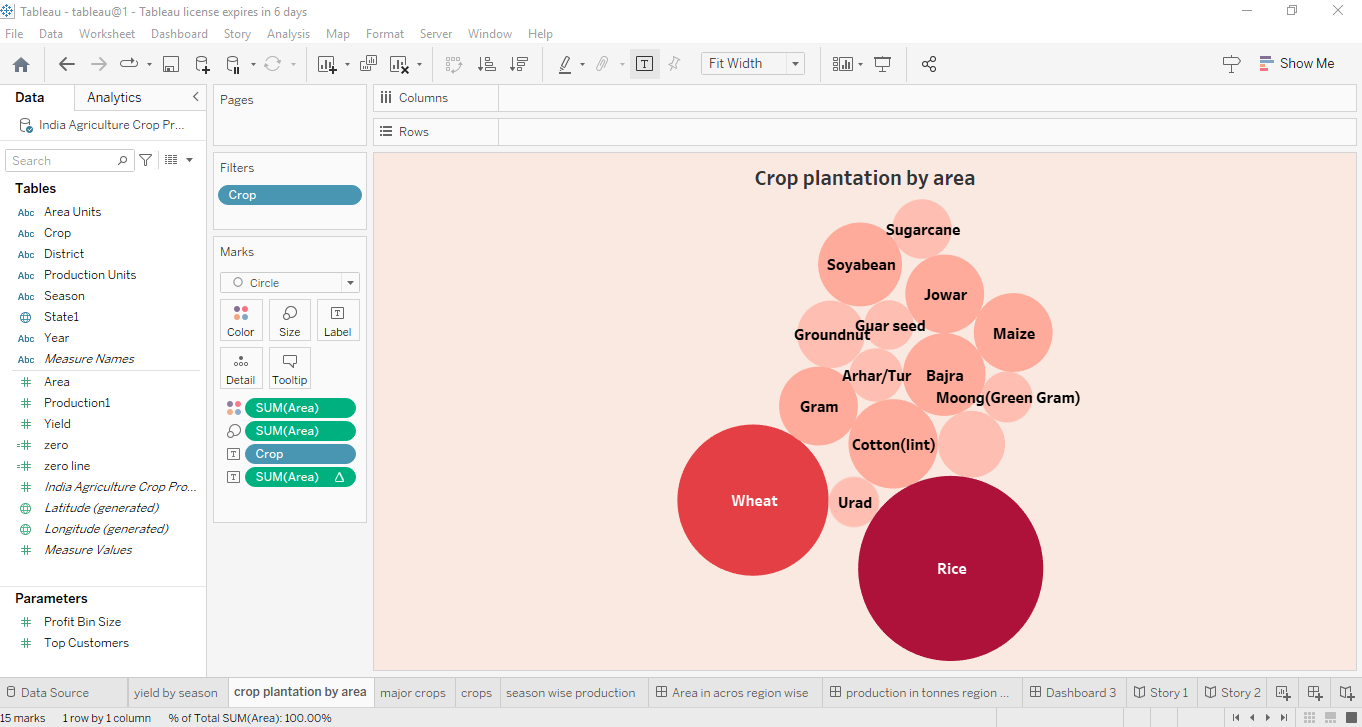 Tableau - tableau@1 - Tableau license expires in 6 days
File Data Worksheet Dashboard Story Analysis Map Format Server Window Help
Fit Width
Show Me
Data Analytics
India Agriculture Crop Pr...
Search
Tables
Abc Area Units
Abc Crop
Abc District
Abc Production Units
Abc Season
State1
Abc Year
Abc Measure Names
Area
Production1
Yield
zero
zero line
India Agriculture Crop Pro...
Latitude (generated)
Longitude (generated)
Measure Values
Parameters
Profit Bin Size
Top Customers
Pages
Filters
Crop
Marks
Circle
Color Size Label
Detail Tooltip
SUM(Area)
SUM(Area)
Crop
SUM(Area)
Columns
Rows
Crop plantation by area
Sugarcane
Soyabean
Jowar
Guar seed
Groundnut
Maize
Arhar/Tur
Bajra
Moong(Green Gram)
Gram
Cotton(lint)
Wheat
Urad
Rice
Data Source yield by season crop plantation by area major crops crops season wise production Area in acros region wise production in tonnes region ... Dashboard 3 Story 1 Story 2
15 marks 1 row by 1 column % of Total SUM(Area): 100.00%